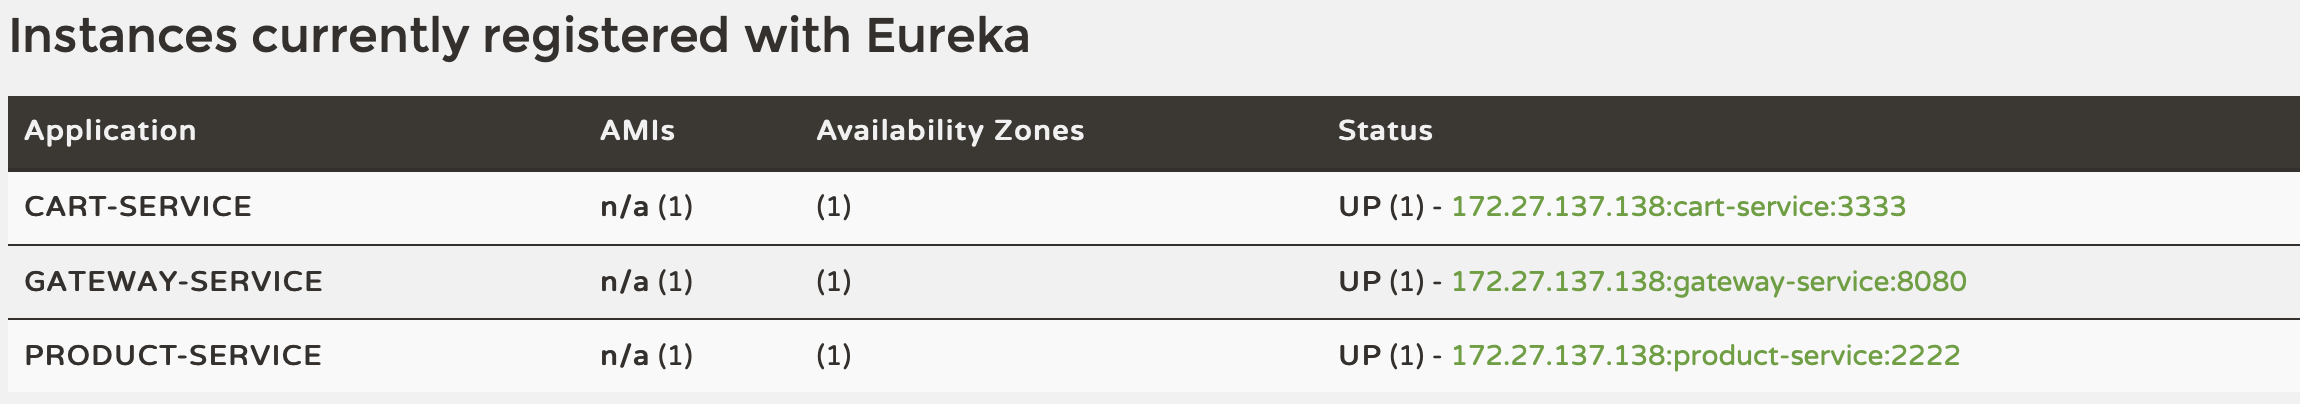 Instances currently registered with Eureka
Application AMIs Availability Zones Status
CART-SERVICE n/a (1) (1) UP (1) - 172.27.137.138:cart-service:3333
GATEWAY-SERVICE n/a (1) (1) UP (1) - 172.27.137.138:gateway-service:8080
PRODUCT-SERVICE n/a (1) (1) UP (1) - 172.27.137.138:product-service:2222